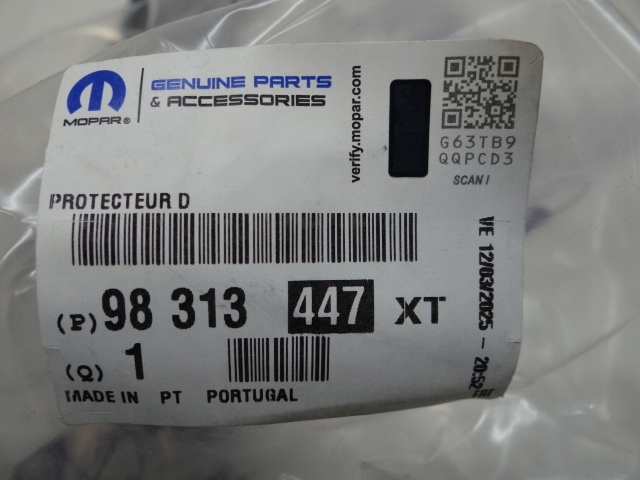 MOPAR®
GENUINE PARTS
& ACCESSORIES
verify.mopar.com
G63TB9
QQPCD3
SCAN!
PROTECTEUR D
(P) 98 313 447 XT
(Q) 1
MADE IN PT PORTUGAL
VE 12/03/2025 - 20:52